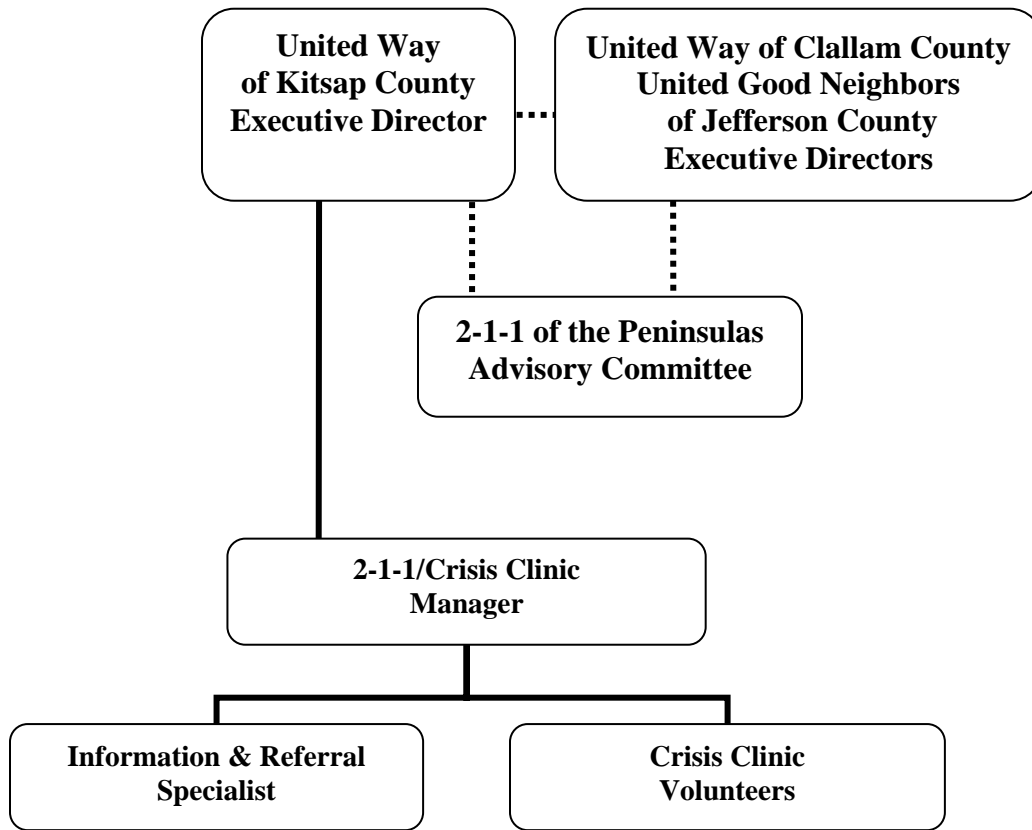 United Way
of Kitsap County
Executive Director
United Way of Clallam County
United Good Neighbors
of Jefferson County
Executive Directors
2-1-1 of the Peninsulas
Advisory Committee
2-1-1/Crisis Clinic
Manager
Information & Referral
Specialist
Crisis Clinic
Volunteers